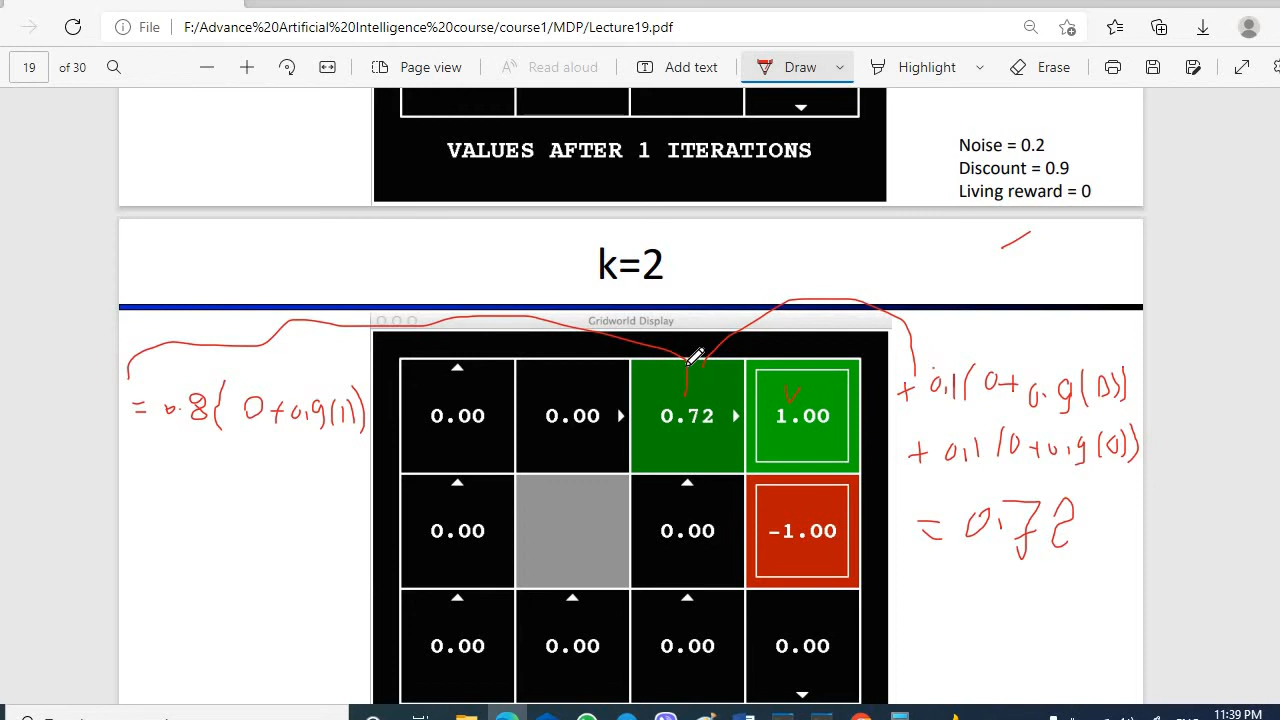 File F:/Advance%20Artificial%20Intelligence%20course/course1/MDP/Lecture19.pdf
19 of 30 Page view Read aloud Add text Draw Highlight Erase
VALUES AFTER 1 ITERATIONS
Noise = 0.2
Discount = 0.9
Living reward = 0
k=2
Gridworld Display
0.00 0.00 0.72 1.00
= 0.8{ 0+0.9(1))
+ 0.1(0+0.9(0))
+ 0.1(0+0.9(0))
= 0.72
0.00 0.00 -1.00
0.00 0.00 0.00 0.00
11:39 PM